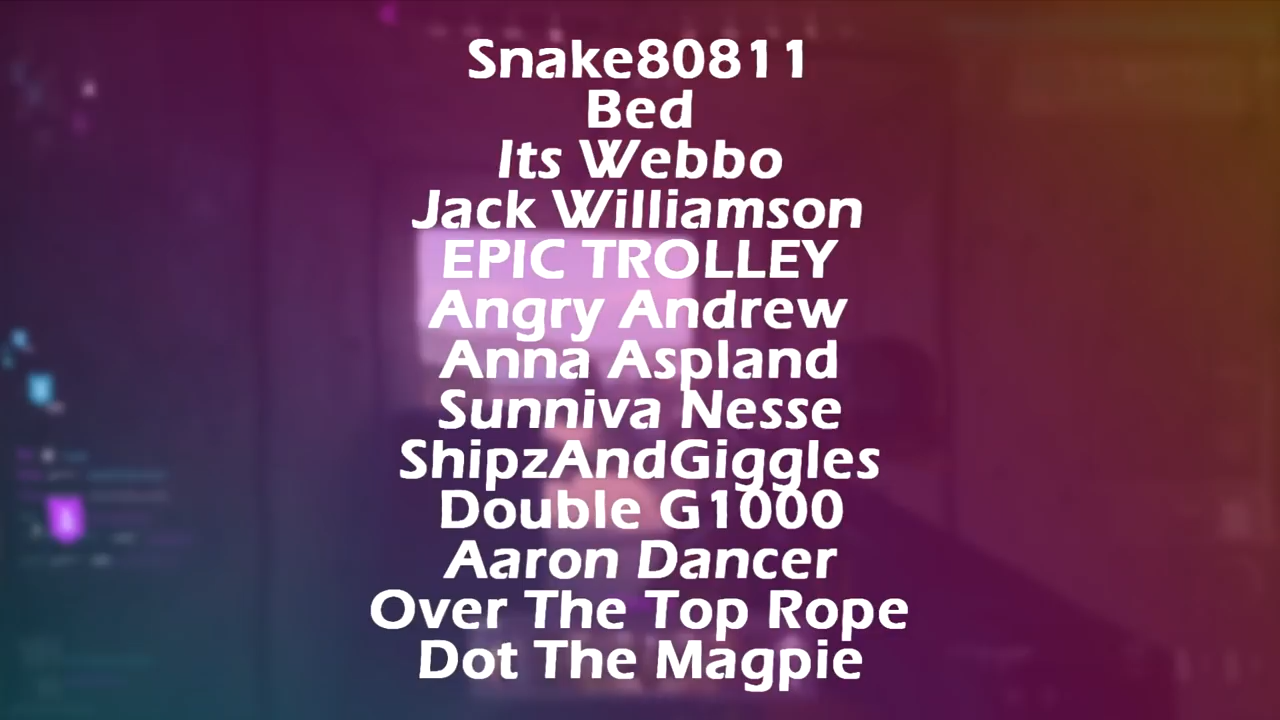 Snake80811
Bed
Its Webbo
Jack Williamson
EPIC TROLLEY
Angry Andrew
Anna Aspland
Sunniva Nesse
ShipzAndGiggles
Double G1000
Aaron Dancer
Over The Top Rope
Dot The Magpie